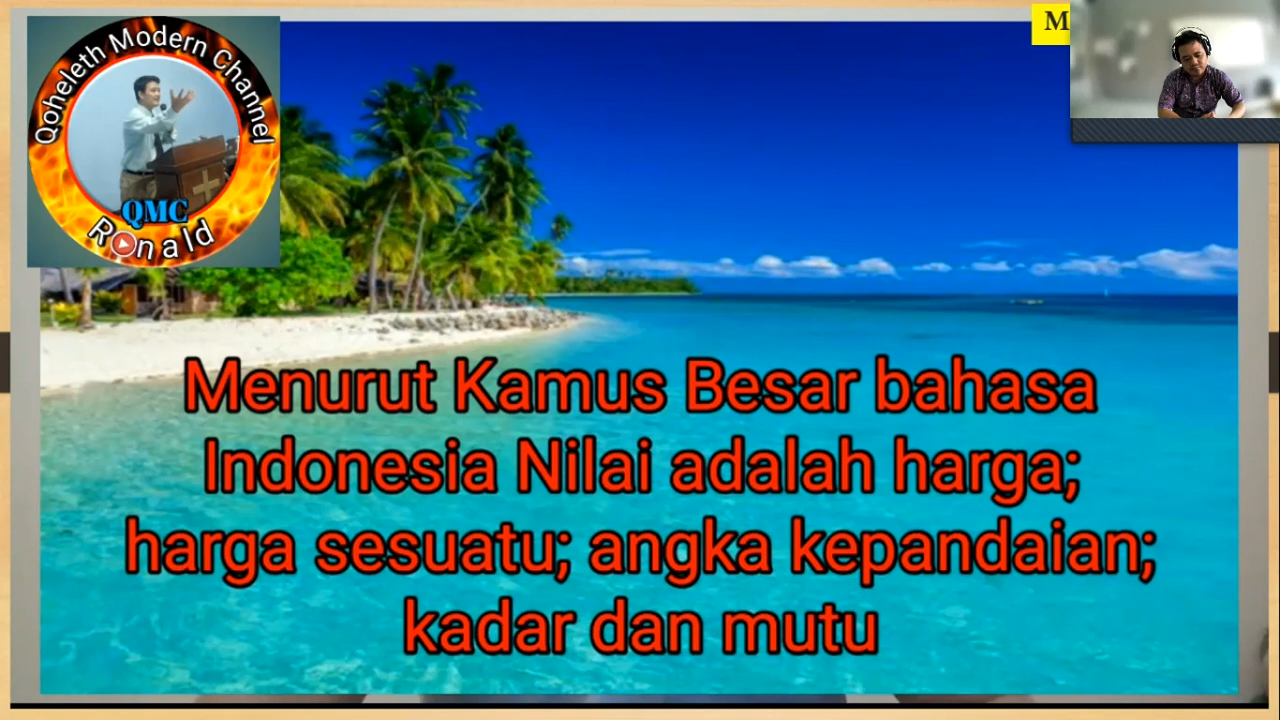 Qoheleth Modern Channel
QMC
Ronald
M
Menurut Kamus Besar bahasa
Indonesia Nilai adalah harga;
harga sesuatu; angka kepandaian;
kadar dan mutu